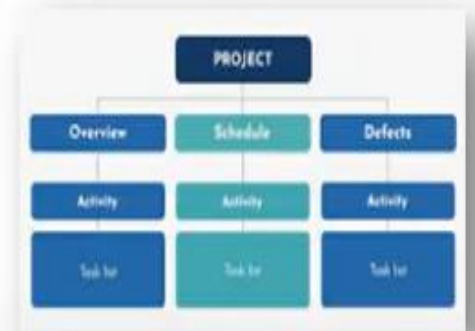 PROJECT
Overview Schedule Defects
Activity Activity Activity
Task list Task list Task list